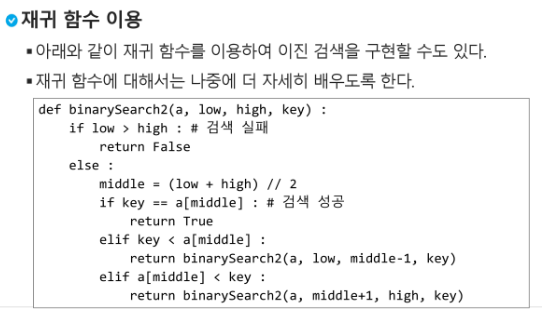 재귀 함수 이용
▪아래와 같이 재귀 함수를 이용하여 이진 검색을 구현할 수도 있다.
▪재귀 함수에 대해서는 나중에 더 자세히 배우도록 한다.
def binarySearch2(a, low, high, key) :
    if low > high : # 검색 실패
        return False
    else :
        middle = (low + high) // 2
        if key == a[middle] : # 검색 성공
            return True
        elif key < a[middle] :
            return binarySearch2(a, low, middle-1, key)
        elif a[middle] < key :
            return binarySearch2(a, middle+1, high, key)